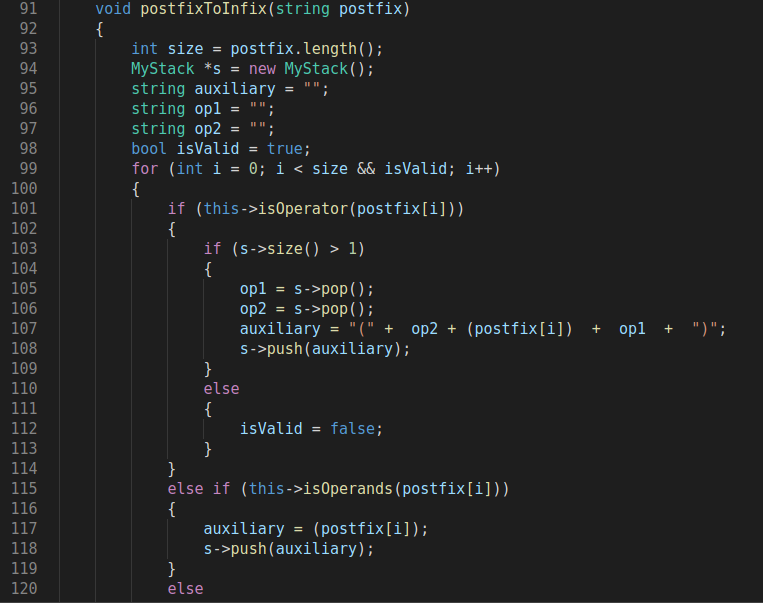 91 void postfixToInfix(string postfix)
92 {
93 int size = postfix.length();
94 MyStack *s = new MyStack();
95 string auxiliary = "";
96 string op1 = "";
97 string op2 = "";
98 bool isValid = true;
99 for (int i = 0; i < size && isValid; i++)
100 {
101 if (this->isOperator(postfix[i]))
102 {
103 if (s->size() > 1)
104 {
105 op1 = s->pop();
106 op2 = s->pop();
107 auxiliary = "(" +  op2 + (postfix[i])  +  op1  +  ")";
108 s->push(auxiliary);
109 }
110 else
111 {
112 isValid = false;
113 }
114 }
115 else if (this->isOperands(postfix[i]))
116 {
117 auxiliary = (postfix[i]);
118 s->push(auxiliary);
119 }
120 else